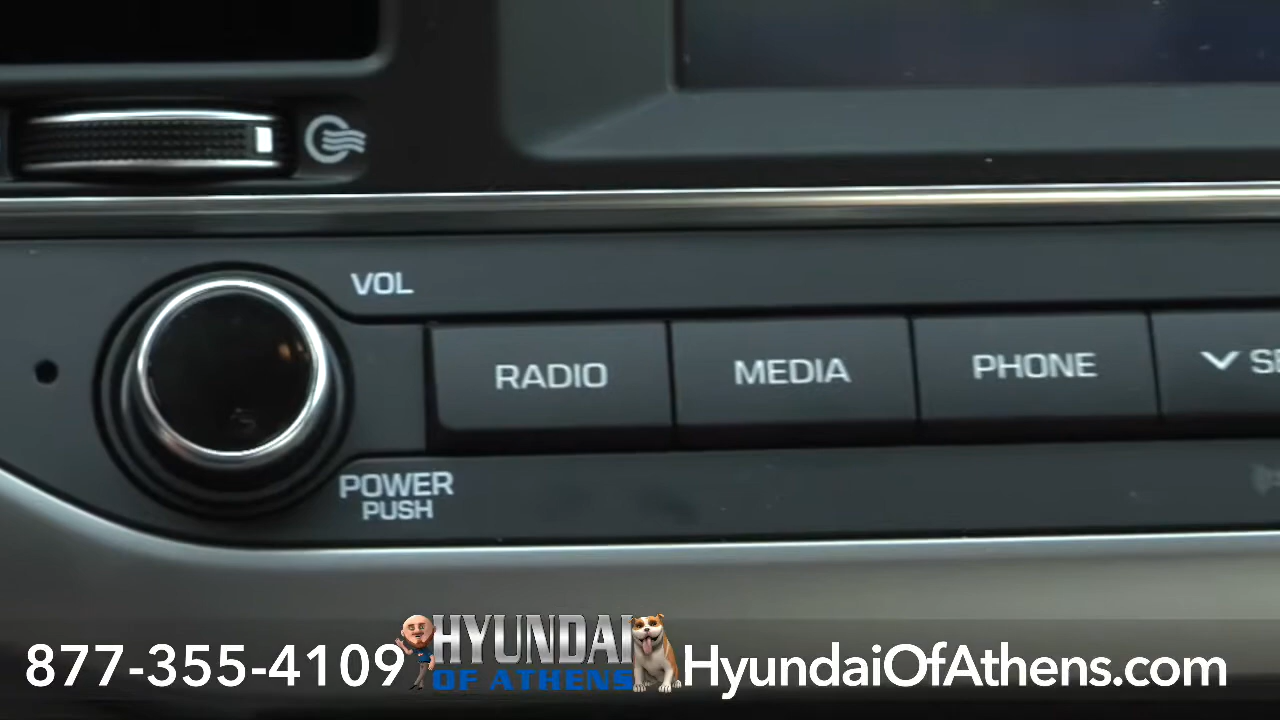 VOL
RADIO MEDIA PHONE
POWER
PUSH
877-355-4109 HYUNDAI OF ATHENS HyundaiOfAthens.com